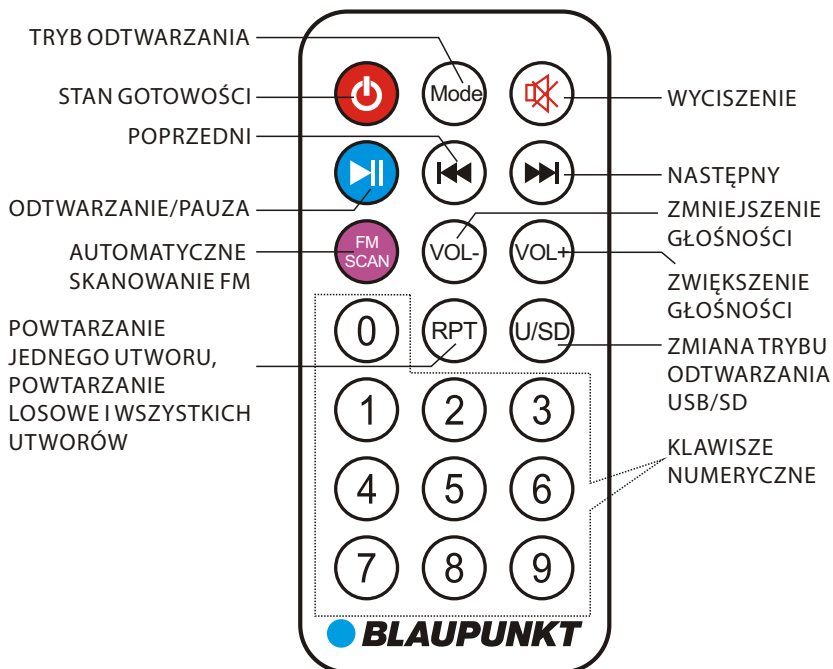 TRYB ODTWARZANIA
STAN GOTOWOŚCI
POPRZEDNI
ODTWARZANIE/PAUZA
AUTOMATYCZNE
SKANOWANIE FM
POWTARZANIE
JEDNEGO UTWORU,
POWTARZANIE
LOSOWE I WSZYSTKICH
UTWORÓW
Mode
FM
SCAN
VOL-
VOL+
0
RPT
U/SD
1
2
3
4
5
6
7
8
9
BLAUPUNKT
WYCISZENIE
NASTĘPNY
ZMNIEJSZENIE
GŁOŚNOŚCI
ZWIĘKSZENIE
GŁOŚNOŚCI
ZMIANA TRYBU
ODTWARZANIA
USB/SD
KLAWISZE
NUMERYCZNE